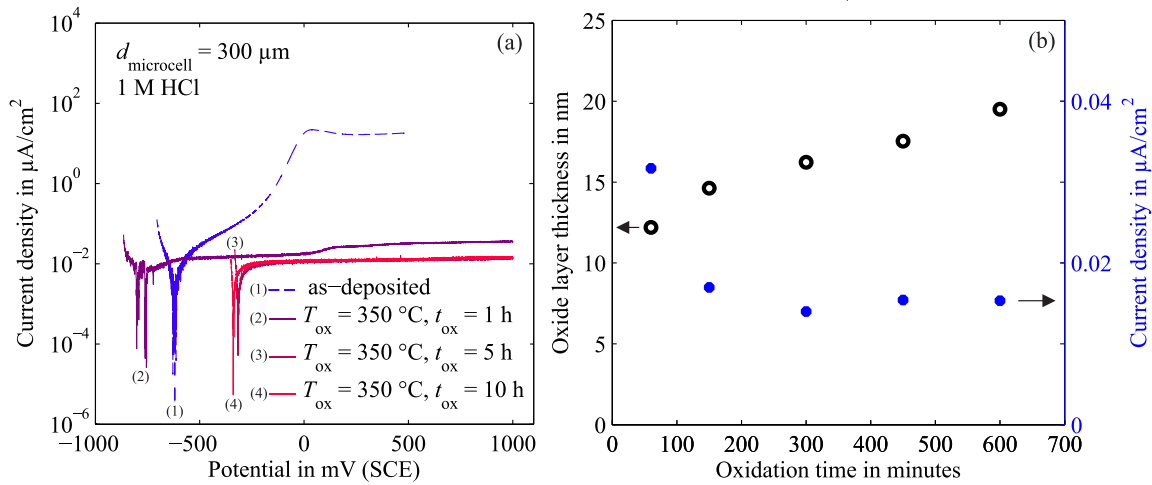 (a)
d microcell = 300 µm
1 M HCl
10^4
10^2
10^0
10^−2
10^−4
10^−6
Current density in µA/cm^2
(3)
(2)
(1)
(4)
(1) as−deposited
(2) T_ox = 350 °C, t_ox = 1 h
(3) T_ox = 350 °C, t_ox = 5 h
(4) T_ox = 350 °C, t_ox = 10 h
−1000 −500 0 500 1000
Potential in mV (SCE)
(b)
25
20
15
10
5
0
Oxide layer thickness in nm
0.04
0.02
0
Current density in µA/cm^2
0 100 200 300 400 500 600 700
Oxidation time in minutes